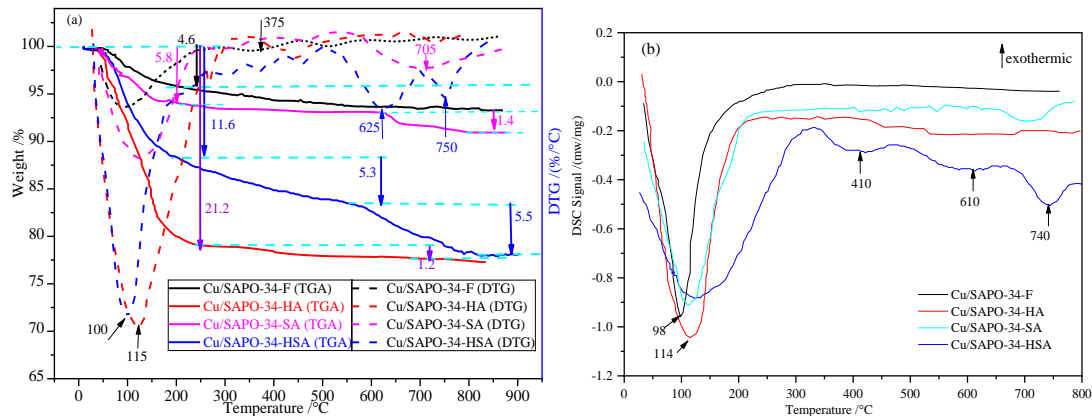 (a)
Weight /%
100
95
90
85
80
75
70
65
0 100 200 300 400 500 600 700 800 900
Temperature /°C
DTG /(%/°C)
4.6
375
5.8
705
11.6
625
750
1.4
5.3
5.5
21.2
1.2
100
115
Cu/SAPO-34-F (TGA) Cu/SAPO-34-F (DTG)
Cu/SAPO-34-HA (TGA) Cu/SAPO-34-HA (DTG)
Cu/SAPO-34-SA (TGA) Cu/SAPO-34-SA (DTG)
Cu/SAPO-34-HSA (TGA) Cu/SAPO-34-HSA (DTG)
(b)
exothermic
DSC Signal /(mw/mg)
0.0
-0.2
-0.4
-0.6
-0.8
-1.0
-1.2
0 100 200 300 400 500 600 700 800
Temperature /°C
410
610
740
98
114
Cu/SAPO-34-F
Cu/SAPO-34-HA
Cu/SAPO-34-SA
Cu/SAPO-34-HSA